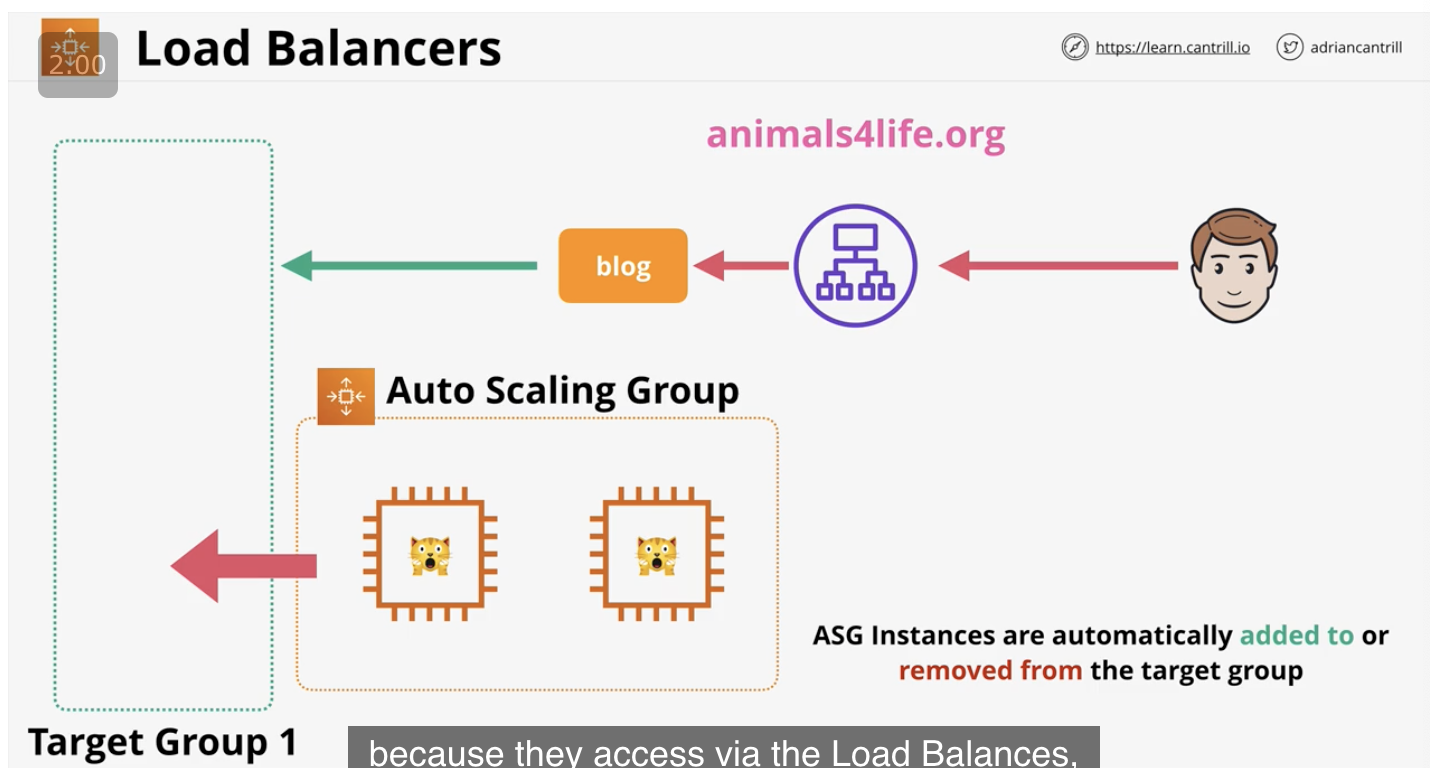 2:00
Load Balancers
https://learn.cantrill.io
adriancantrill
animals4life.org
blog
Auto Scaling Group
ASG Instances are automatically added to or
removed from the target group
Target Group 1
because they access via the Load Balances,